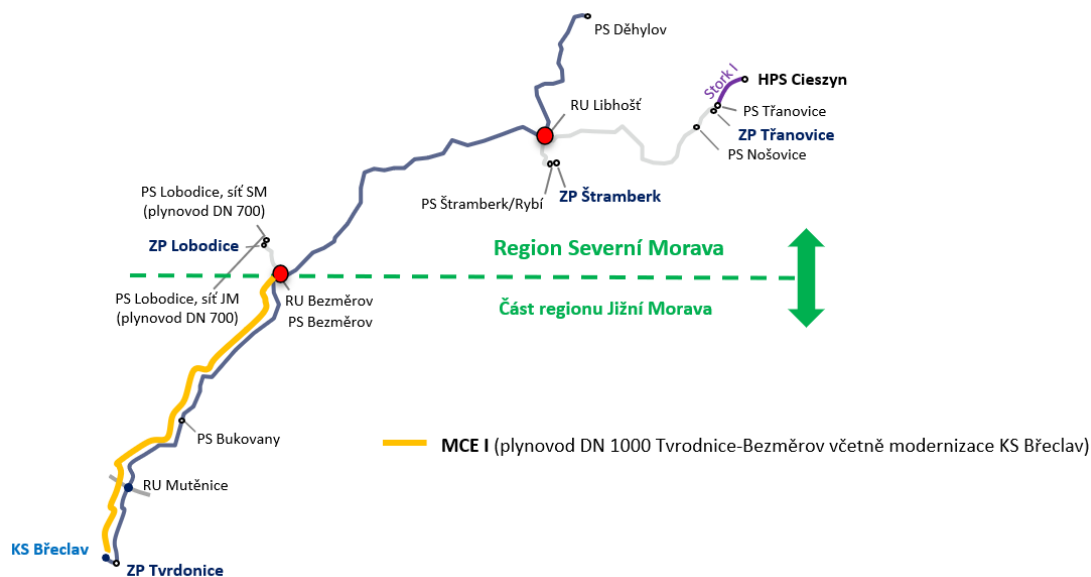 PS Děhylov
Stork I
HPS Cieszyn
RU Libhošť
PS Třanovice
ZP Třanovice
PS Nošovice
PS Štramberk/Rybí
ZP Štramberk
PS Lobodice, síť SM
(plynovod DN 700)
ZP Lobodice
Region Severní Morava
PS Lobodice, síť JM
(plynovod DN 700)
RU Bezměrov
PS Bezměrov
Část regionu Jižní Morava
PS Bukovany
MCE I (plynovod DN 1000 Tvrodnice-Bezměrov včetně modernizace KS Břeclav)
RU Mutěnice
KS Břeclav
ZP Tvrdonice